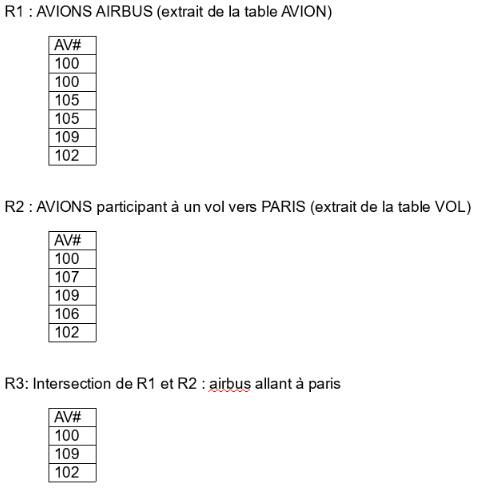 R1 : AVIONS AIRBUS (extrait de la table AVION)
AV#
100
100
105
105
109
102
R2 : AVIONS participant à un vol vers PARIS (extrait de la table VOL)
AV#
100
107
109
106
102
R3: Intersection de R1 et R2 : airbus allant à paris
AV#
100
109
102